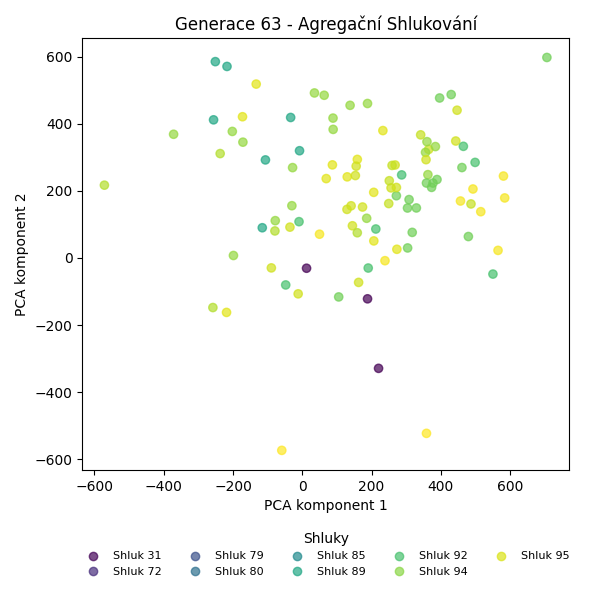 Generace 63 - Agregační Shlukování
PCA komponent 2
600
400
200
0
−200
−400
−600
−600 −400 −200 0 200 400 600
PCA komponent 1
Shluky
Shluk 31 Shluk 79 Shluk 85 Shluk 92 Shluk 95
Shluk 72 Shluk 80 Shluk 89 Shluk 94